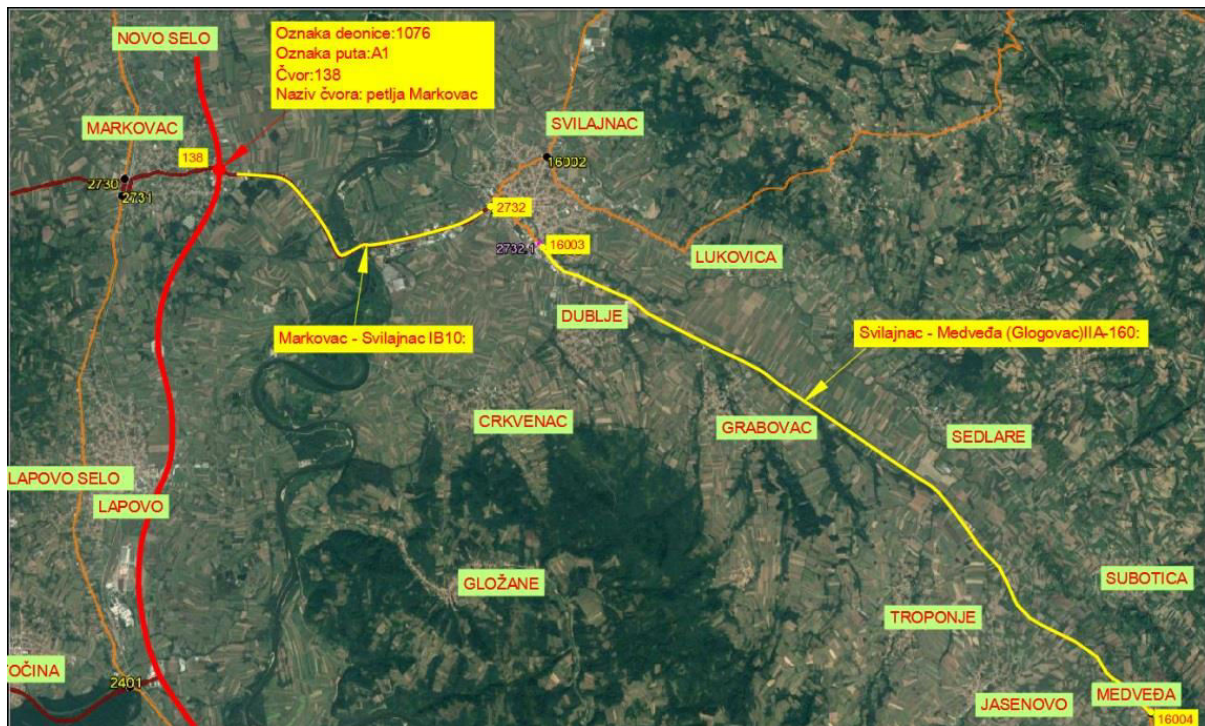 NOVO SELO
Oznaka deonice:1076
Oznaka puta:A1
Čvor:138
Naziv čvora: petlja Markovac
MARKOVAC
SVILAJNAC
138
16002
2730
2731
2732
2732.1
16003
LUKOVICA
DUBLJE
Markovac - Svilajnac IB10:
Svilajnac - Medveđa (Glogovac)IIA-160:
CRKVENAC
GRABOVAC
SEDLARE
LAPOVO SELO
LAPOVO
GLOŽANE
SUBOTICA
TROPONJE
OČINA
2401
MEDVEĐA
JASENOVO
16004